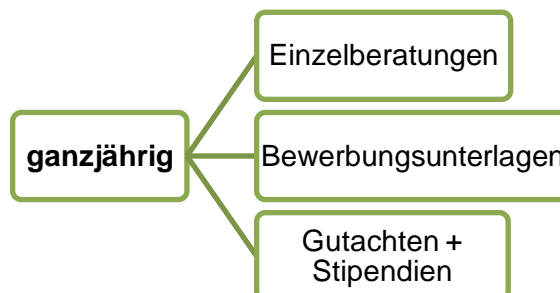 Einzelberatungen
ganzjährig
Bewerbungsunterlagen
Gutachten +
Stipendien